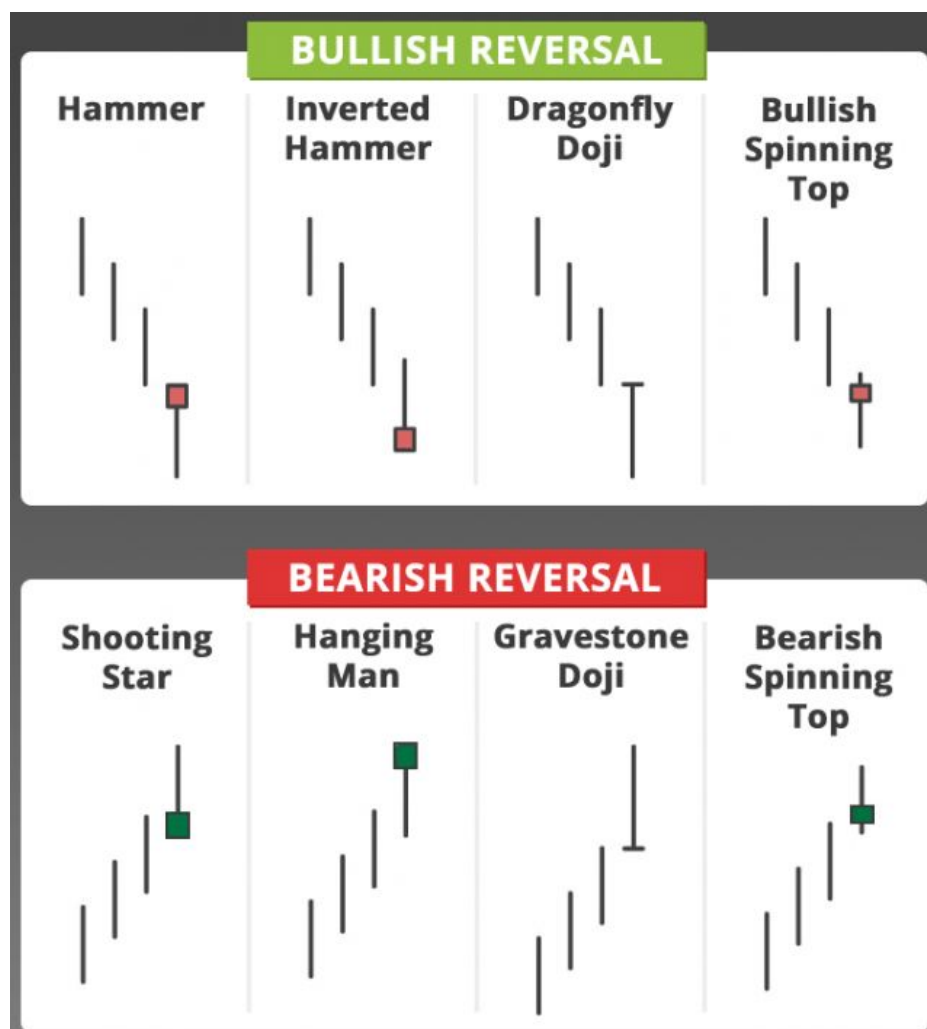 BULLISH REVERSAL
Hammer
Inverted
Hammer
Dragonfly
Doji
Bullish
Spinning
Top
BEARISH REVERSAL
Shooting
Star
Hanging
Man
Gravestone
Doji
Bearish
Spinning
Top